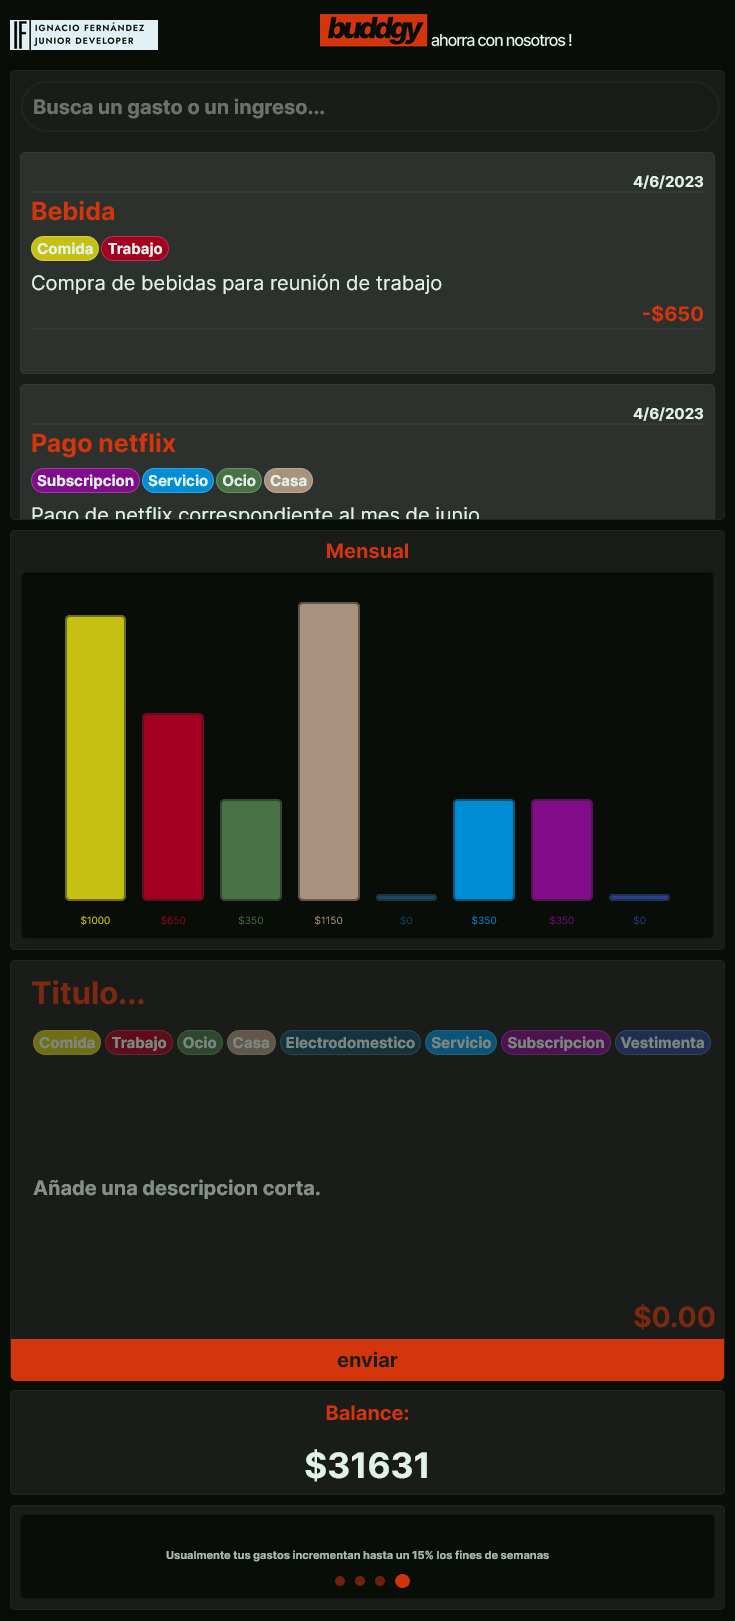 IF IGNACIO FERNÁNDEZ
JUNIOR DEVELOPER
buddgy ahorra con nosotros !
Busca un gasto o un ingreso...
4/6/2023
Bebida
Comida Trabajo
Compra de bebidas para reunión de trabajo
-$650
4/6/2023
Pago netflix
Subscripcion Servicio Ocio Casa
Pago de netflix correspondiente al mes de junio
Mensual
$1000 $650 $350 $1150 $0 $350 $350 $0
Titulo...
Comida Trabajo Ocio Casa Electrodomestico Servicio Subscripcion Vestimenta
Añade una descripcion corta.
$0.00
enviar
Balance:
$31631
Usualmente tus gastos incrementan hasta un 15% los fines de semanas